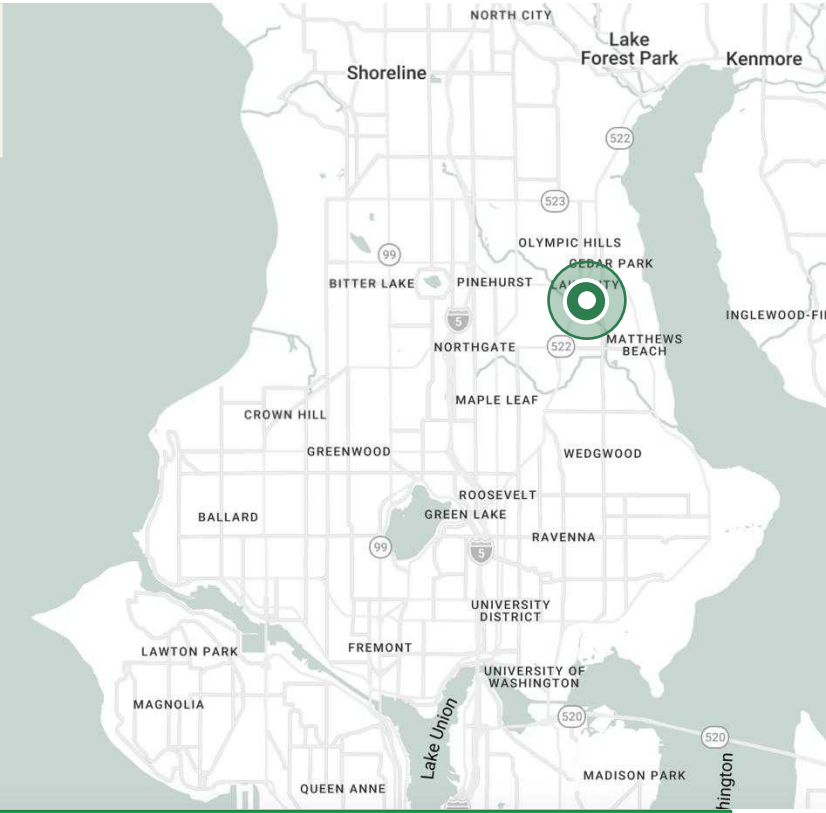 NORTH CITY
Lake
Forest Park
Kenmore
Shoreline
522
523
OLYMPIC HILLS
99
CEDAR PARK
BITTER LAKE
PINEHURST
5
INGLEWOOD-FI
522
MATTHEWS
BEACH
NORTHGATE
MAPLE LEAF
CROWN HILL
GREENWOOD
WEDGWOOD
ROOSEVELT
BALLARD
GREEN LAKE
99
5
RAVENNA
UNIVERSITY
DISTRICT
LAWTON PARK
FREMONT
UNIVERSITY OF
WASHINGTON
MAGNOLIA
520
520
Lake Union
MADISON PARK
hington
QUEEN ANNE